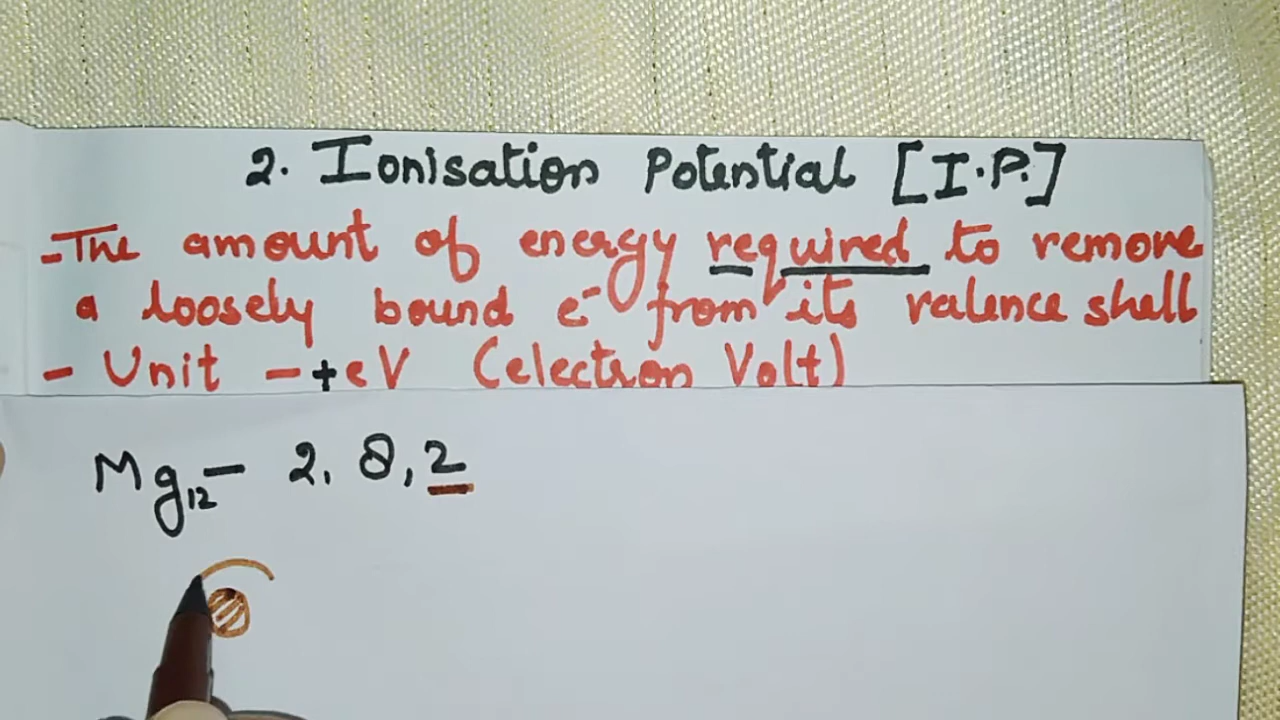 2. Ionisation Potential [I.P.]
- The amount of energy required to remove
a loosely bound e⁻ from its valence shell
- Unit - +eV (electron Volt)
Mg₁₂ - 2, 8, 2